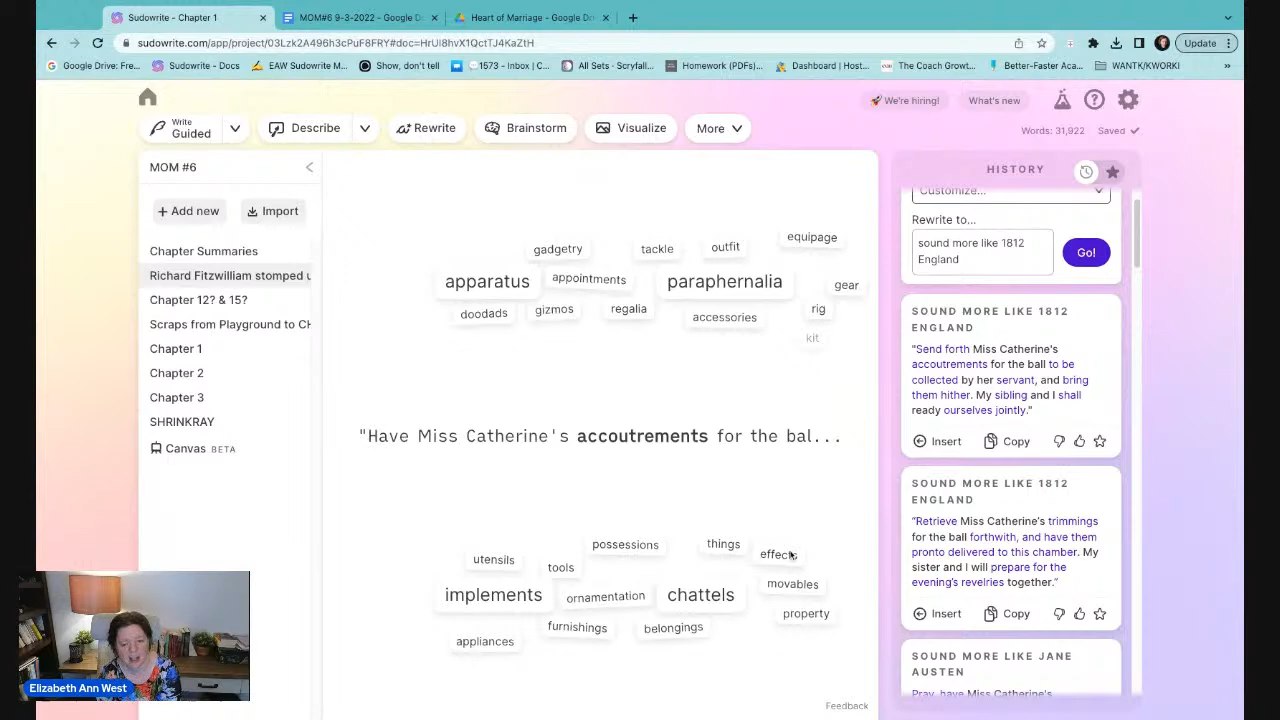 Sudowrite - Chapter 1
MOM#6 9-3-2022 - Google D
Heart of Marriage - Google Do
sudowrite.com/app/project/03Lzk2A496h3cPuF8FRY#doc=HrUi8hvX1QctTJ4KaZtH
Update
Google Drive: Fre...
Sudowrite - Docs
EAW Sudowrite M...
Show, don't tell
1573 - Inbox | C...
All Sets · Scryfall...
Homework (PDFs)...
Dashboard | Host...
The Coach Growt...
Better-Faster Aca...
WANTK/KWORKI
We're hiring!
What's new
Write
Guided
Describe
Rewrite
Brainstorm
Visualize
More
Words: 31,922
Saved
MOM #6
Add new
Import
Chapter Summaries
Richard Fitzwilliam stomped u
Chapter 12? & 15?
Scraps from Playground to CH
Chapter 1
Chapter 2
Chapter 3
SHRINKRAY
Canvas BETA
equipage
gadgetry
tackle
outfit
apparatus
appointments
paraphernalia
gear
doodads
gizmos
regalia
accessories
rig
kit
"Have Miss Catherine's accoutrements for the bal...
utensils
tools
possessions
things
effects
implements
ornamentation
chattels
movables
appliances
furnishings
belongings
property
Feedback
HISTORY
Customize...
Rewrite to...
sound more like 1812
England
Go!
SOUND MORE LIKE 1812
ENGLAND
"Send forth Miss Catherine's
accoutrements for the ball to be
collected by her servant, and bring
them hither. My sibling and I shall
ready ourselves jointly."
Insert
Copy
SOUND MORE LIKE 1812
ENGLAND
"Retrieve Miss Catherine's trimmings
for the ball forthwith, and have them
pronto delivered to this chamber. My
sister and I will prepare for the
evening's revelries together."
Insert
Copy
SOUND MORE LIKE JANE
AUSTEN
Pray, have Miss Catherine's
Elizabeth Ann West